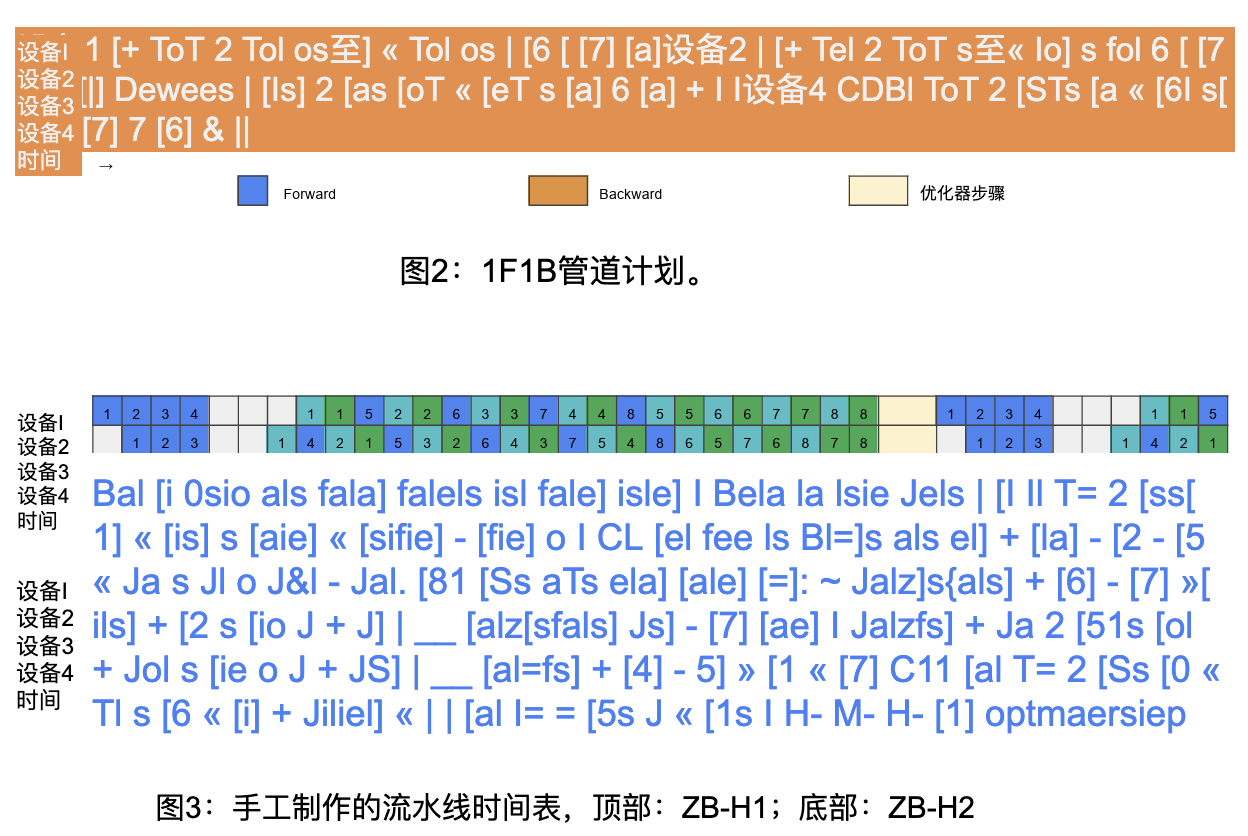 设备I
设备2
设备3
设备4
时间
1 [+ ToT 2 Tol os至] « Tol os | [6 [ [7] [a]设备2 | [+ Tel 2 ToT s至« lo] s fol 6 [ [7
[|] Dewees | [Is] 2 [as [oT « [eT s [a] 6 [a] + I I设备4 CDBl ToT 2 [STs [a « [6I s[
[7] 7 [6] & ||
→
Forward
Backward
优化器步骤
图2：1F1B管道计划。
设备I
设备2
设备3
设备4
时间
1 2 3 4 1 1 5 2 2 6 3 3 7 4 4 8 5 5 6 6 7 7 8 8 1 2 3 4 1 1 5
1 2 3 1 4 2 1 5 3 2 6 4 3 7 5 4 8 6 5 7 6 8 7 8 1 2 3 1 4 2 1
Bal [i 0sio als fala] falels isl fale] isle] I Bela la Isie Jels | [I ll T= 2 [ss[
1] « [is] s [aie] « [sifie] - [fie] o I CL [el fee ls Bl=]s als el] + [la] - [2 - [5
« Ja s Jl o J&l - Jal. [81 [Ss aTs ela] [ale] [=]: ~ Jalz]s{als] + [6] - [7] »[
ils] + [2 s [io J + J] | __ [alz[sfals] Js] - [7] [ae] I Jalzfs] + Ja 2 [51s [ol
+ Jol s [ie o J + JS] | __ [al=fs] + [4] - 5] » [1 « [7] C11 [al T= 2 [Ss [0 «
Tl s [6 « [i] + Jiliel] « | | [al I= = [5s J « [1s I H- M- H- [1] optmaersiep
设备I
设备2
设备3
设备4
时间
图3：手工制作的流水线时间表，顶部：ZB-H1；底部：ZB-H2